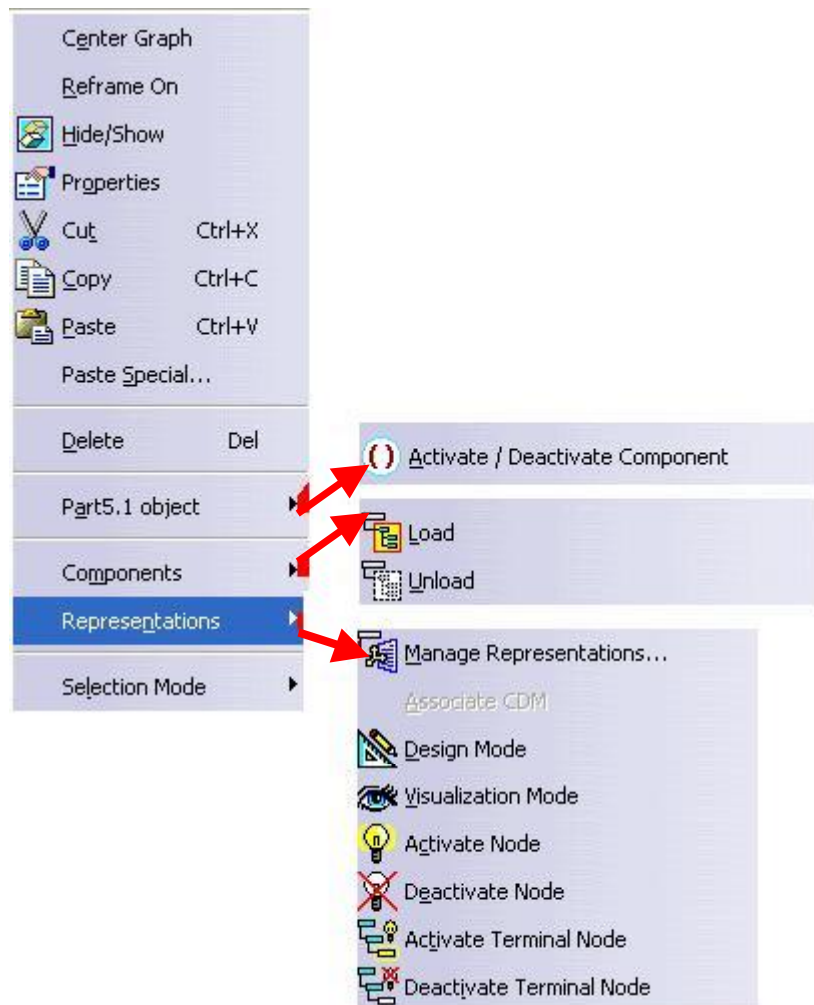 Center Graph
Reframe On
Hide/Show
Properties
Cut Ctrl+X
Copy Ctrl+C
Paste Ctrl+V
Paste Special...
Delete Del
Part5.1 object
Components
Representations
Selection Mode
Activate / Deactivate Component
Load
Unload
Manage Representations...
Associate CDM
Design Mode
Visualization Mode
Activate Node
Deactivate Node
Activate Terminal Node
Deactivate Terminal Node